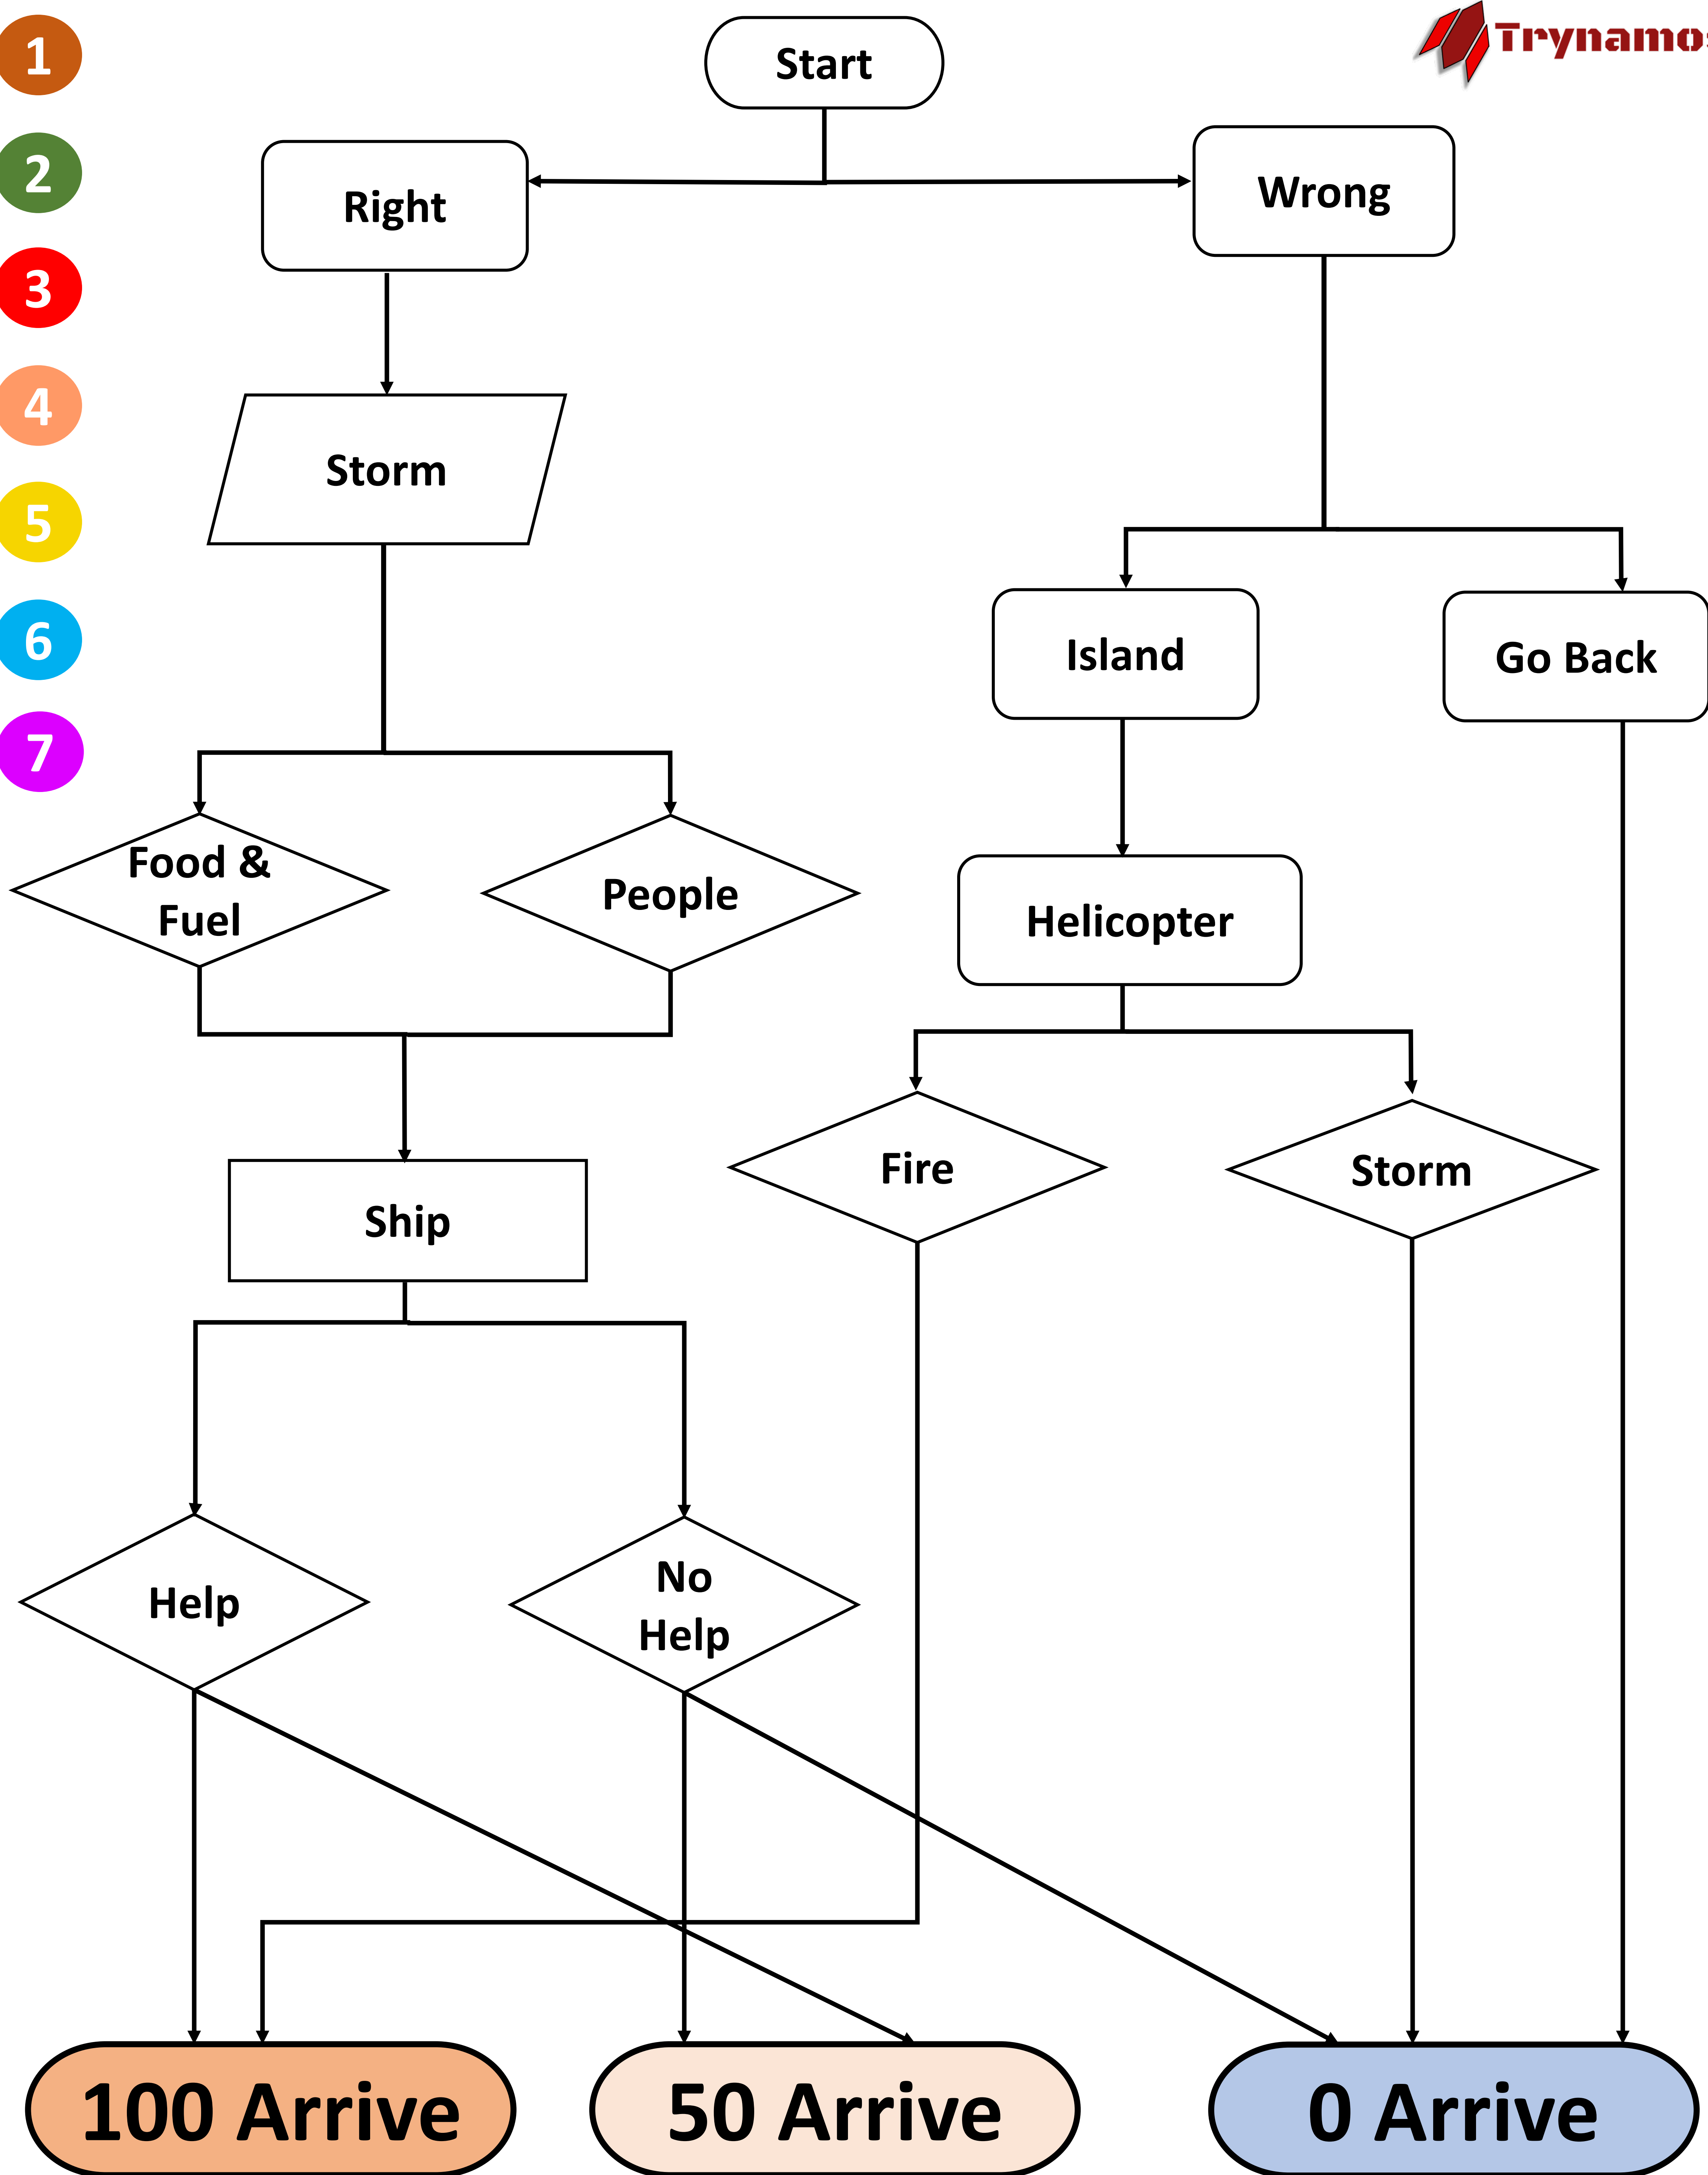 1
Start
Trynamo
2
Right
Wrong
3
4
Storm
5
6
Island
Go Back
7
Food &
Fuel
People
Helicopter
Fire
Storm
Ship
Help
No
Help
100 Arrive
50 Arrive
0 Arrive